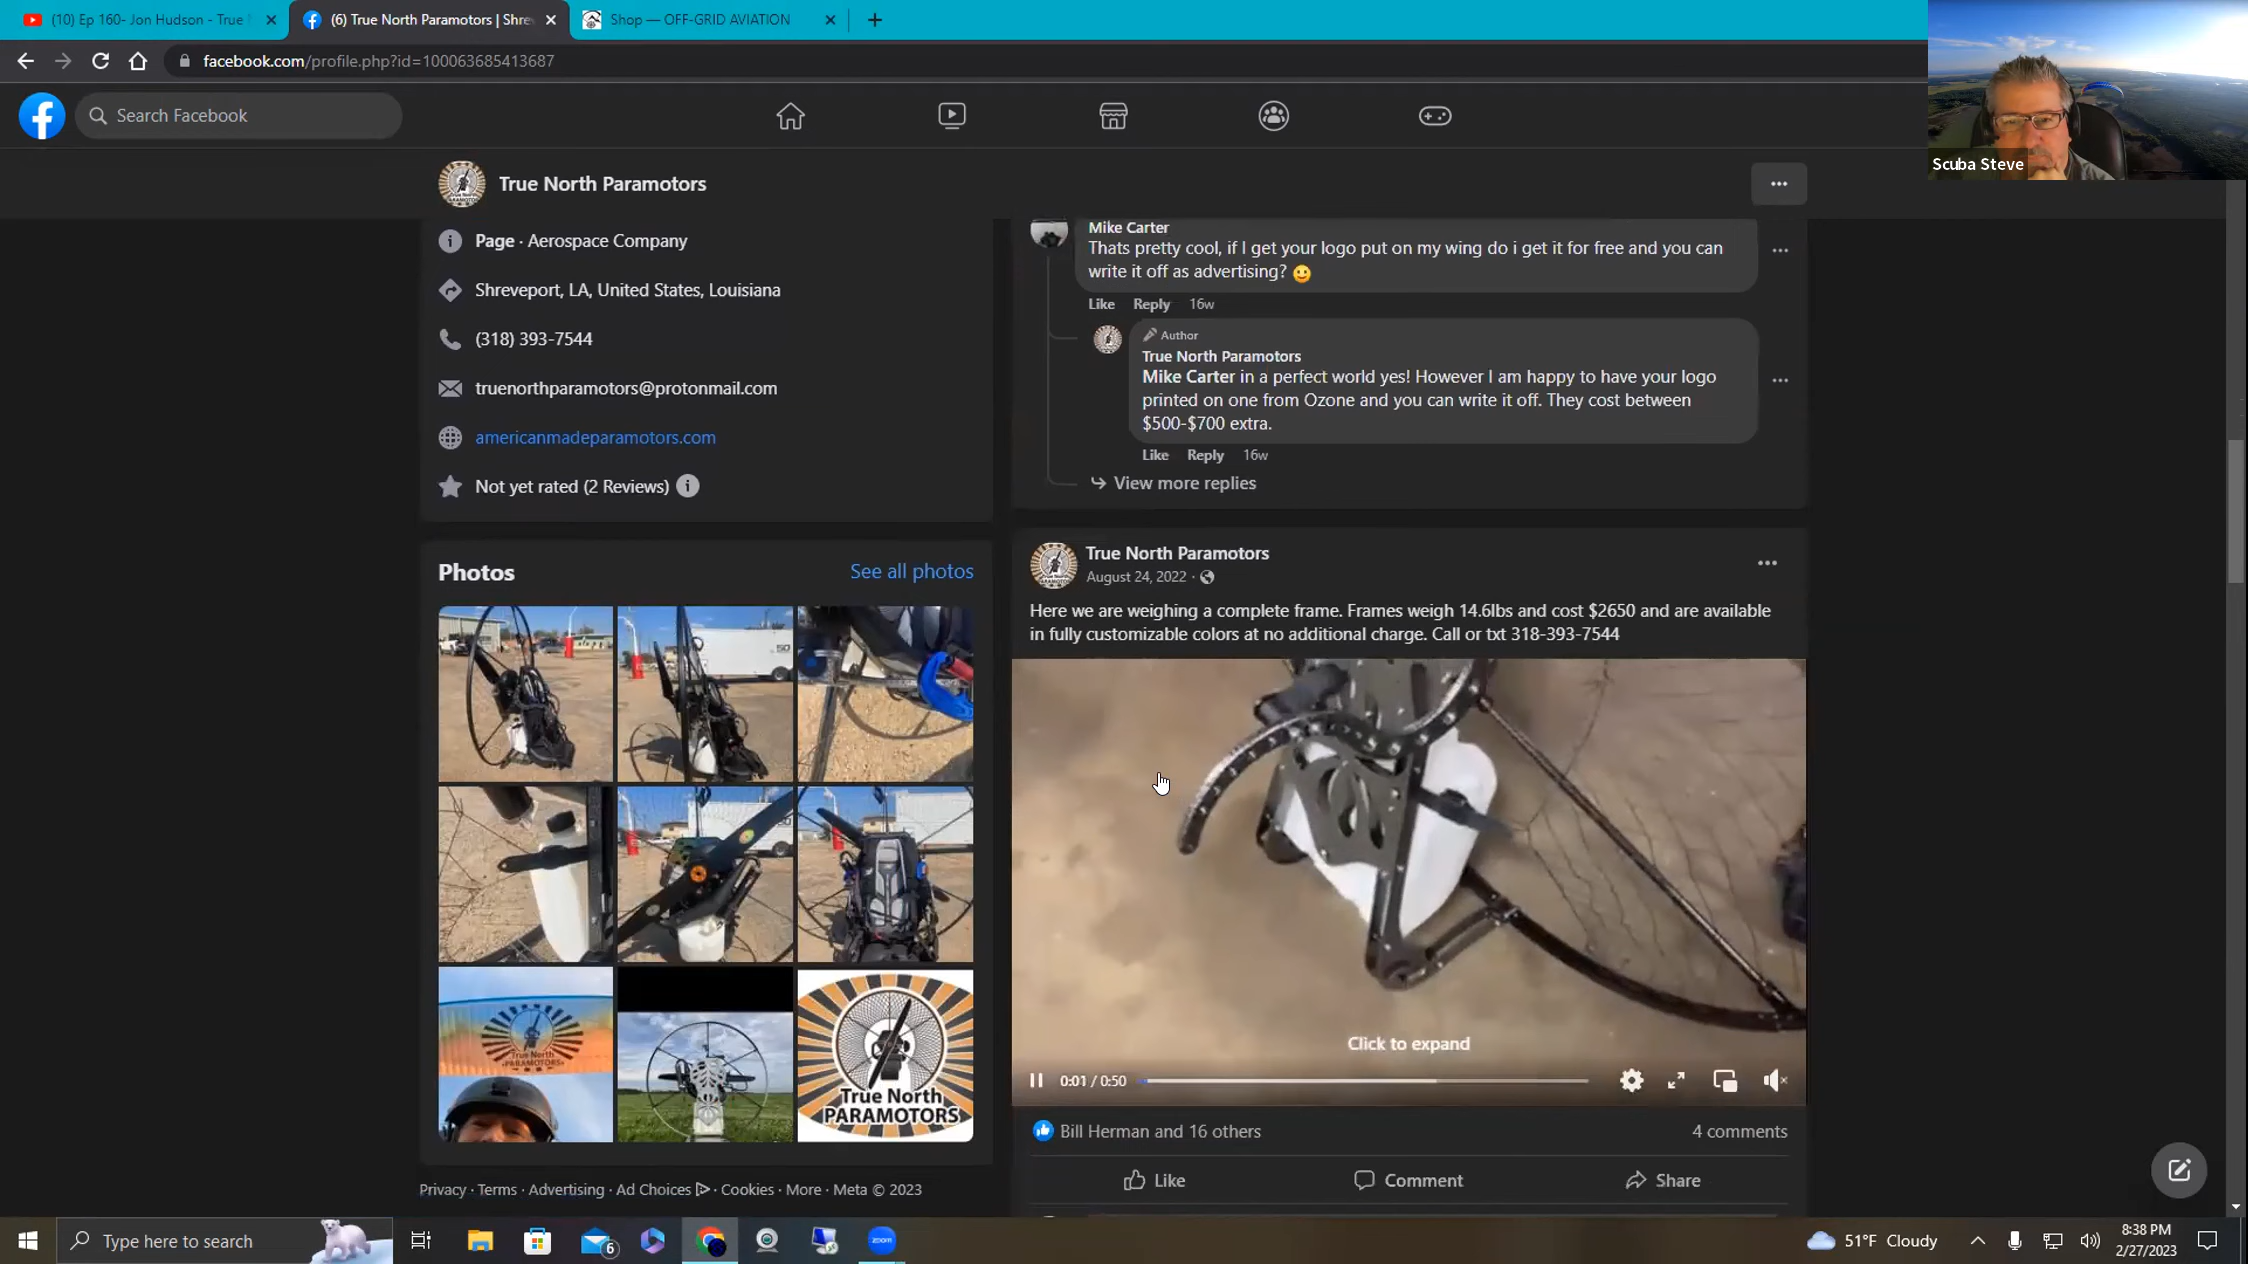 (10) Ep 160- Jon Hudson - True
(6) True North Paramotors | Shre
Shop — OFF-GRID AVIATION
facebook.com/profile.php?id=100063685413687
Search Facebook
Scuba Steve
True North Paramotors
Page · Aerospace Company
Shreveport, LA, United States, Louisiana
(318) 393-7544
truenorthparamotors@protonmail.com
americanmadeparamotors.com
Not yet rated (2 Reviews)
Photos
See all photos
True North
PARAMOTORS
True North
PARAMOTORS
Privacy · Terms · Advertising · Ad Choices · Cookies · More · Meta © 2023
Mike Carter
Thats pretty cool, if I get your logo put on my wing do i get it for free and you can
write it off as advertising?
Like Reply 16w
Author
True North Paramotors
Mike Carter in a perfect world yes! However I am happy to have your logo
printed on one from Ozone and you can write it off. They cost between
$500-$700 extra.
Like Reply 16w
View more replies
True North Paramotors
August 24, 2022 ·
Here we are weighing a complete frame. Frames weigh 14.6lbs and cost $2650 and are available
in fully customizable colors at no additional charge. Call or txt 318-393-7544
Click to expand
0:01 / 0:50
Bill Herman and 16 others
4 comments
Like
Comment
Share
Type here to search
6
zoom
51°F Cloudy
8:38 PM
2/27/2023